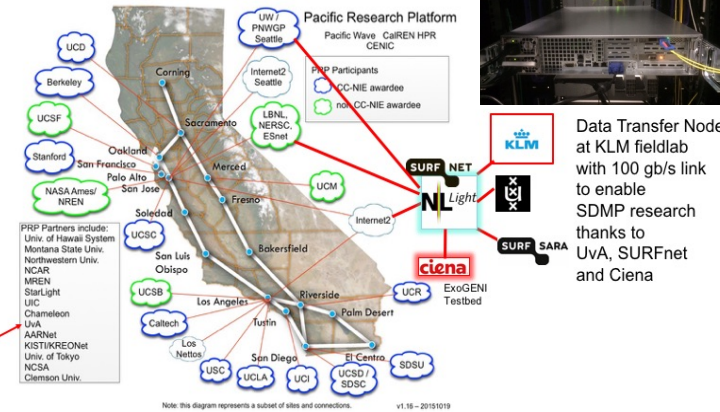 Pacific Research Platform
Pacific Wave CalREN HPR
CENIC
PRP Participants
CC-NIE awardee
non CC-NIE awardee
UW /
PNWGP
Seattle
Internet2
Seattle
LBNL,
NERSC,
ESnet
UCM
Internet2
UCD
Berkeley
UCSF
Stanford
NASA Ames/
NREN
UCSC
UCSB
Caltech
Los
Nettos
USC
UCLA
UCI
UCSD /
SDSC
SDSU
UCR
Corning
Sacramento
Oakland
San Francisco
Palo Alto
San Jose
Merced
Fresno
Soledad
San Luis
Obispo
Bakersfield
Los Angeles
Riverside
Palm Desert
Tustin
San Diego
El Centro
PRP Partners include:
Univ. of Hawaii System
Montana State Univ.
Northwestern Univ.
NCAR
MREN
StarLight
UIC
Chameleon
UvA
AARNet
KISTI/KREONet
Univ. of Tokyo
NCSA
Clemson Univ.
Note: this diagram represents a subset of sites and connections.
v1.16 – 20151019
SURF NET
NL Light
KLM
SURF SARA
ciena
ExoGENI
Testbed
Data Transfer Node
at KLM fieldlab
with 100 gb/s link
to enable
SDMP research
thanks to
UvA, SURFnet
and Ciena